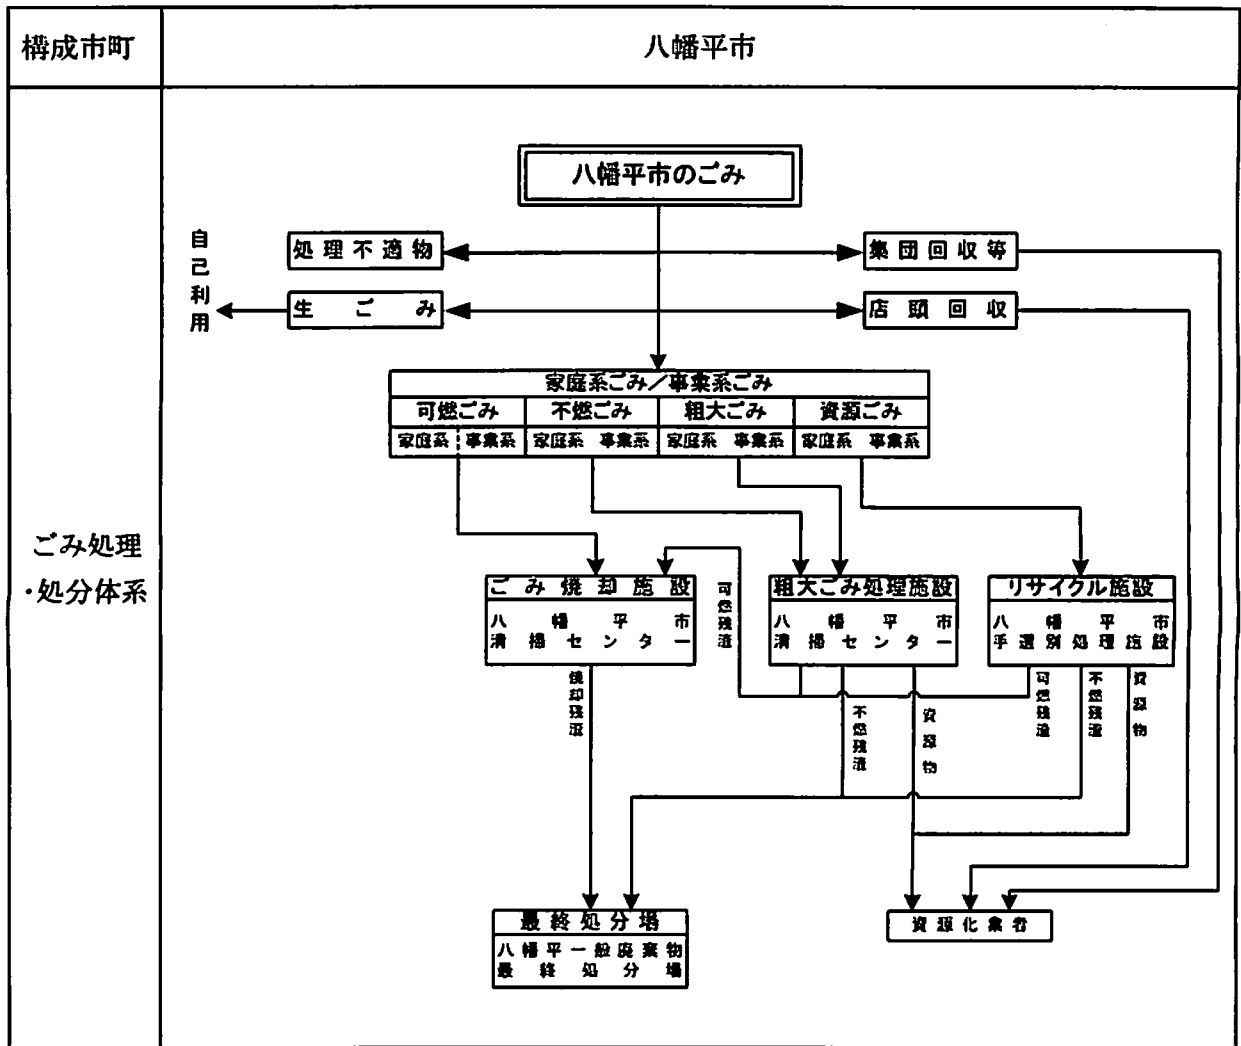 構成市町
八幡平市
八幡平市のごみ
自己利用
処理不適物
集団回収等
生ごみ
店頭回収
家庭系ごみ/事業系ごみ
可燃ごみ 不燃ごみ 粗大ごみ 資源ごみ
家庭系 事業系 家庭系 事業系 家庭系 事業系 家庭系 事業系
ごみ処理
・処分体系
ごみ焼却施設
八幡平市
清掃センター
可燃残渣
粗大ごみ処理施設
八幡平市
清掃センター
リサイクル施設
八幡平市
手選別処理施設
焼却残渣
不燃残渣
資源物
可燃残渣
不燃残渣
資源物
最終処分場
八幡平一般廃棄物
最終処分場
資源化業者